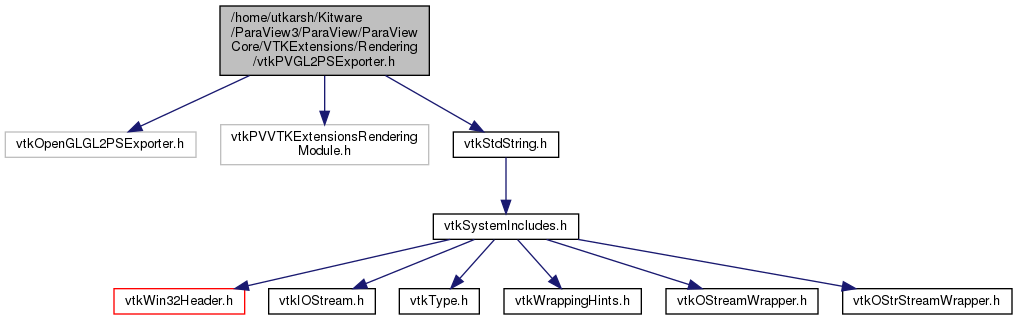 /home/utkarsh/Kitware
/ParaView3/ParaView/ParaView
Core/VTKExtensions/Rendering
/vtkPVGL2PSExporter.h
vtkOpenGLGL2PSExporter.h
vtkPVVTKExtensionsRendering
Module.h
vtkStdString.h
vtkSystemIncludes.h
vtkWin32Header.h
vtkIOStream.h
vtkType.h
vtkWrappingHints.h
vtkOStreamWrapper.h
vtkOStrStreamWrapper.h